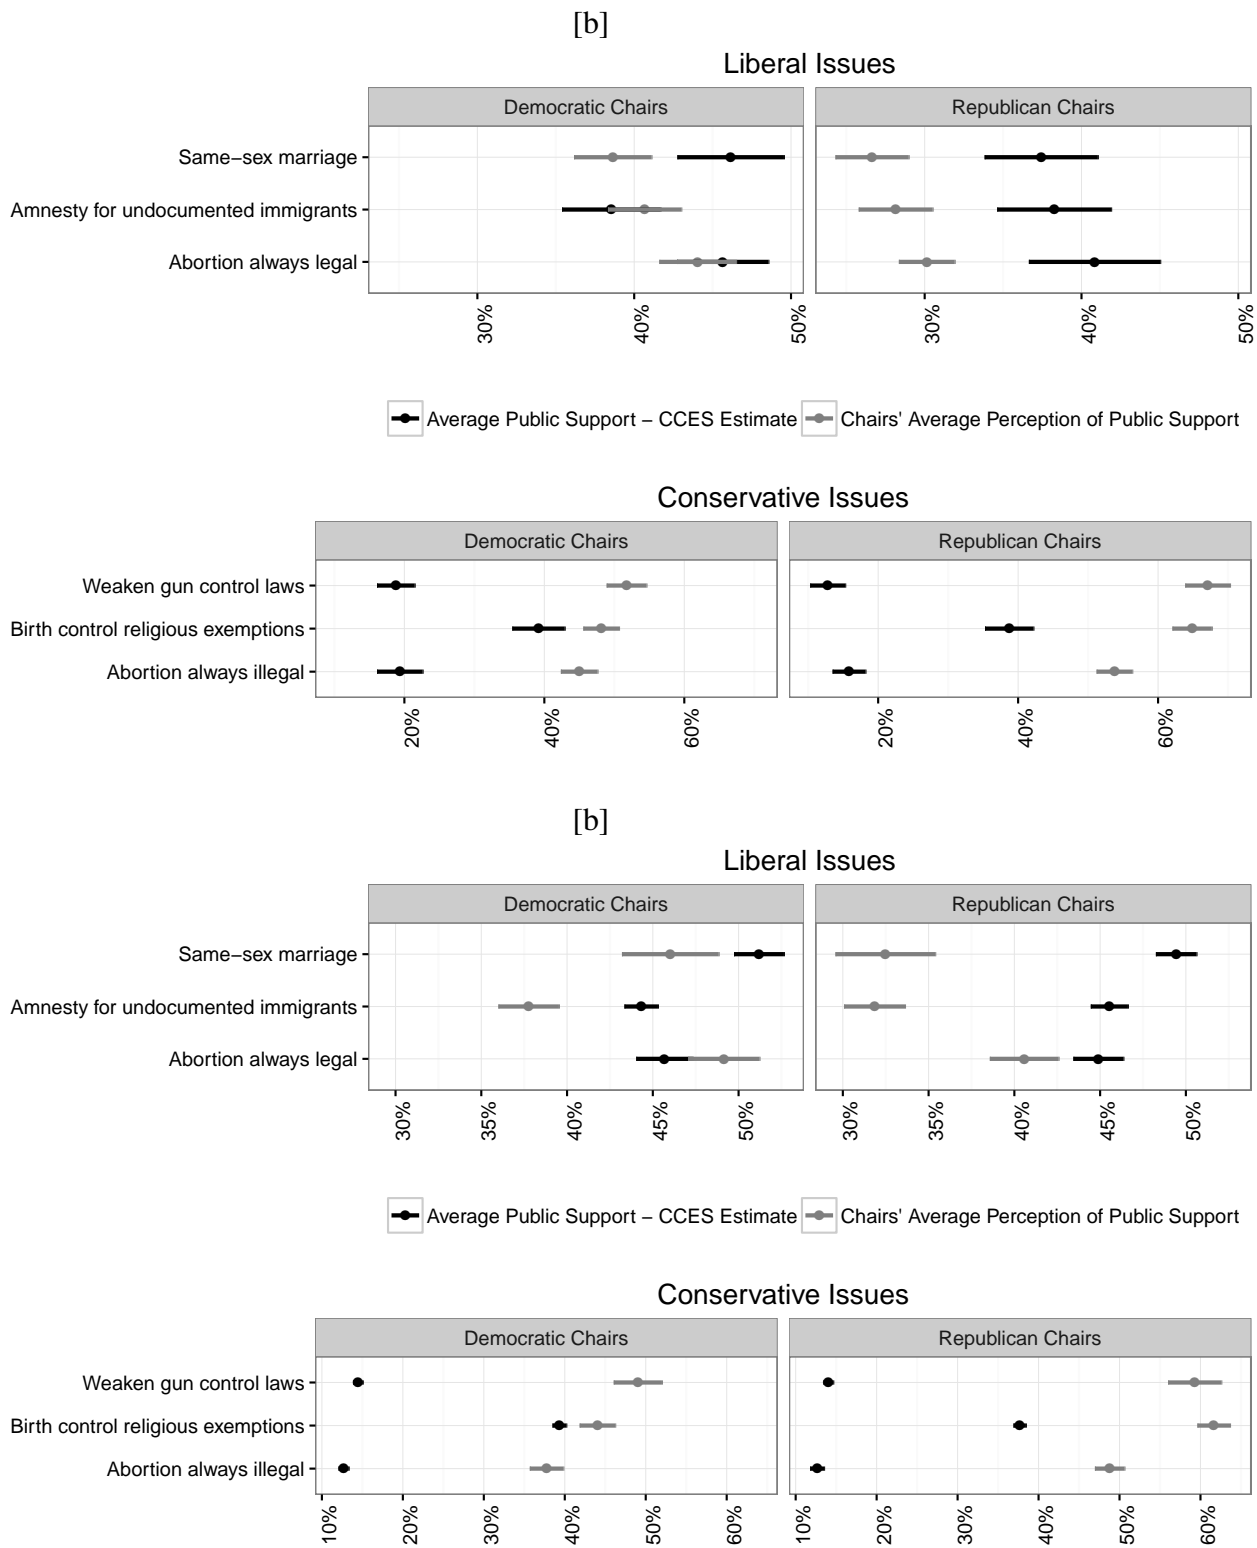 [b]
Liberal Issues
Democratic Chairs Republican Chairs
Same−sex marriage
Amnesty for undocumented immigrants
Abortion always legal
30% 40% 50% 30% 40% 50%
Average Public Support − CCES Estimate Chairs' Average Perception of Public Support
Conservative Issues
Democratic Chairs Republican Chairs
Weaken gun control laws
Birth control religious exemptions
Abortion always illegal
20% 40% 60% 20% 40% 60%
[b]
Liberal Issues
Democratic Chairs Republican Chairs
Same−sex marriage
Amnesty for undocumented immigrants
Abortion always legal
30% 35% 40% 45% 50% 30% 35% 40% 45% 50%
Average Public Support − CCES Estimate Chairs' Average Perception of Public Support
Conservative Issues
Democratic Chairs Republican Chairs
Weaken gun control laws
Birth control religious exemptions
Abortion always illegal
10% 20% 30% 40% 50% 60% 10% 20% 30% 40% 50% 60%